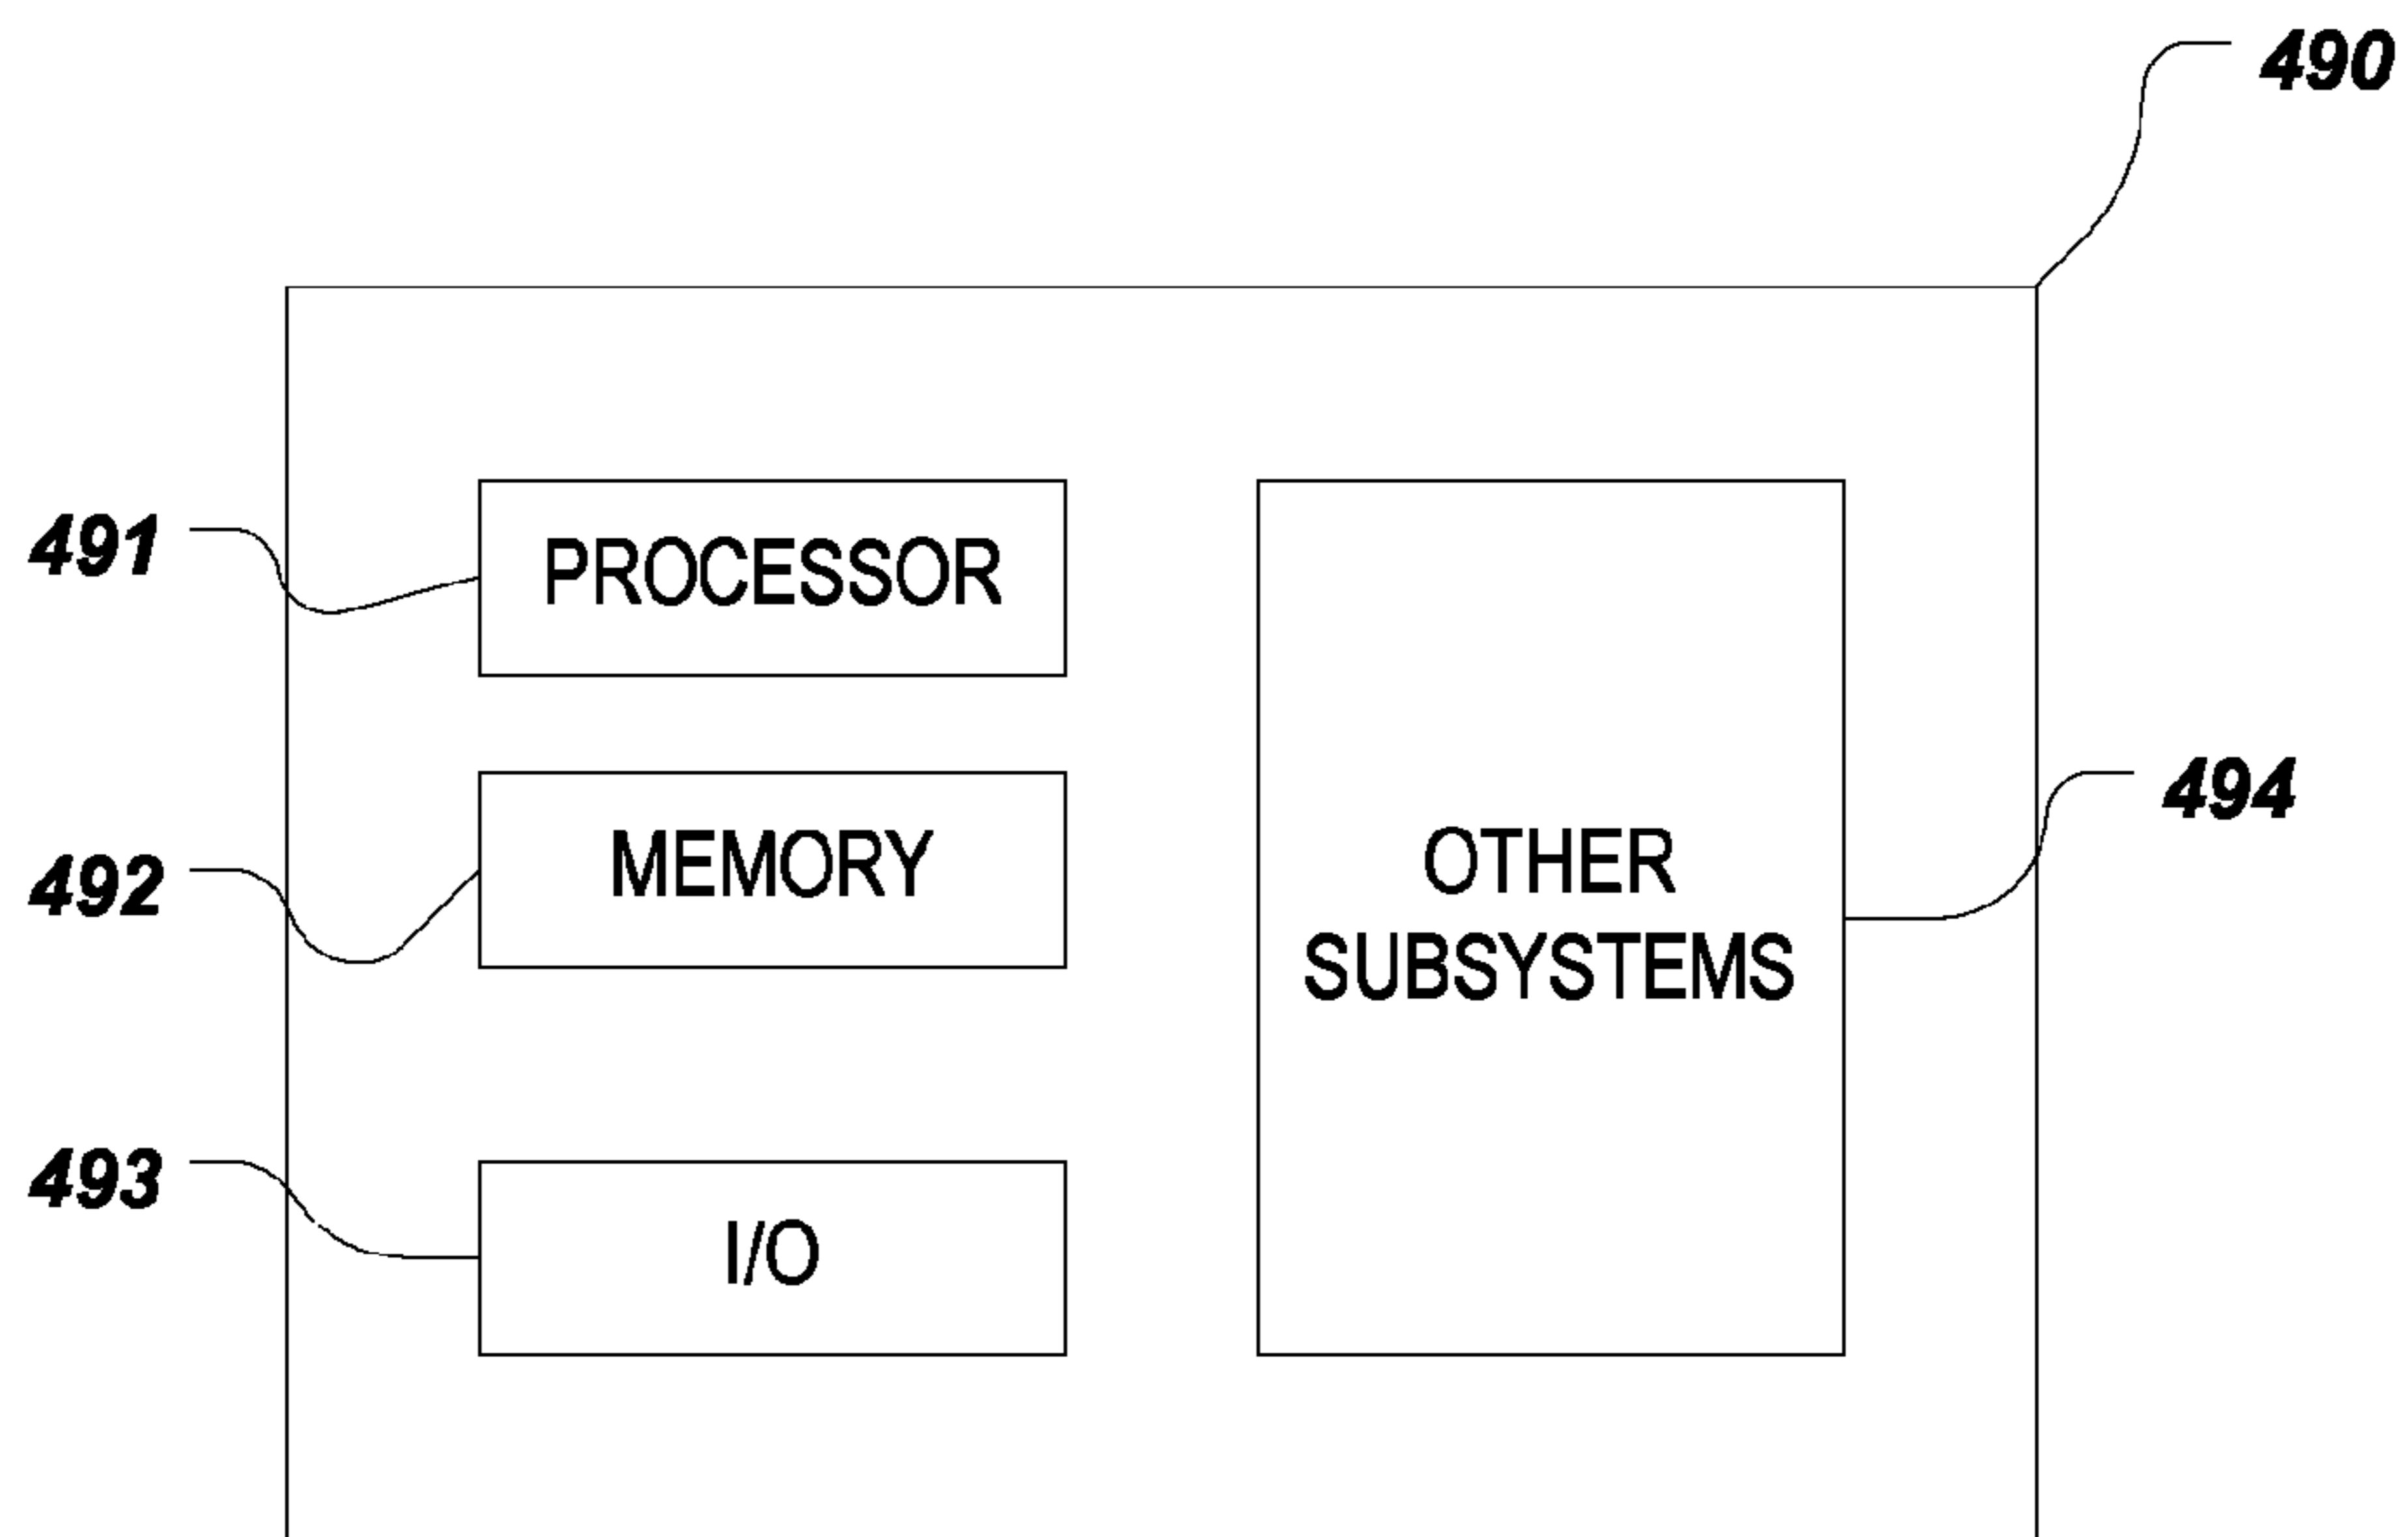 490
491
PROCESSOR
492
MEMORY
OTHER
SUBSYSTEMS
494
493
I/O